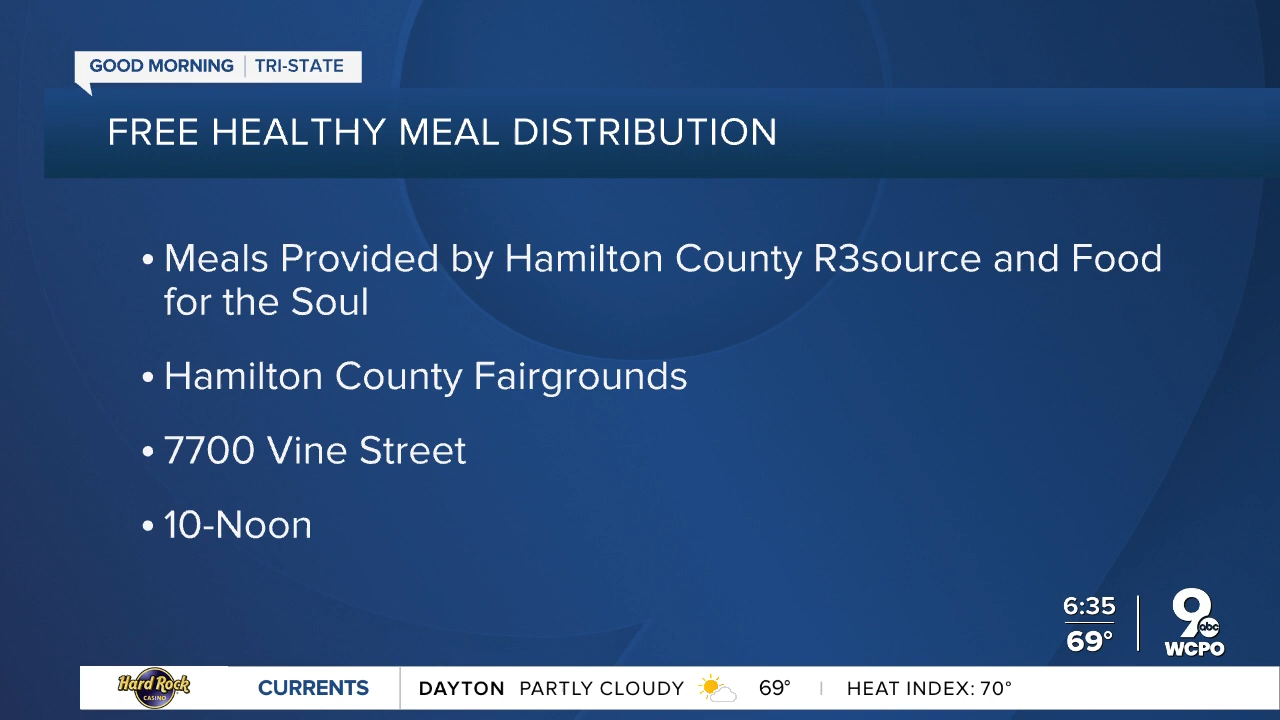 GOOD MORNING | TRI-STATE
FREE HEALTHY MEAL DISTRIBUTION
• Meals Provided by Hamilton County R3source and Food
for the Soul
• Hamilton County Fairgrounds
• 7700 Vine Street
• 10-Noon
6:35
69°
9 abc
WCPO
Hard Rock
CASINO
CURRENTS
DAYTON PARTLY CLOUDY 69° | HEAT INDEX: 70°